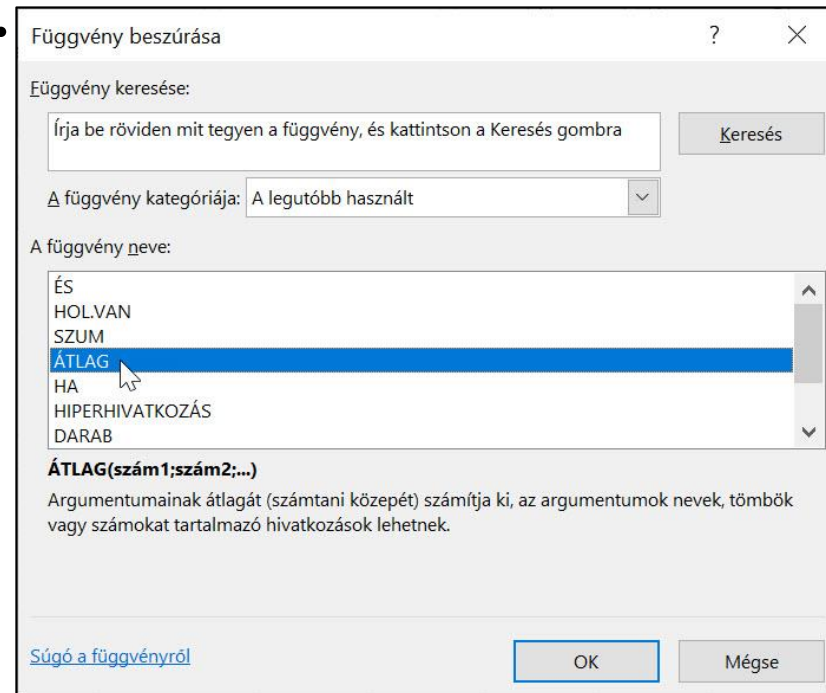 Függvény beszúrása
Függvény keresése:
Írja be röviden mit tegyen a függvény, és kattintson a Keresés gombra
Keresés
A függvény kategóriája: A legutóbb használt
A függvény neve:
ÉS
HOL.VAN
SZUM
ÁTLAG
HA
HIPERHIVATKOZÁS
DARAB
ÁTLAG(szám1;szám2;...)
Argumentumainak átlagát (számtani közepét) számítja ki, az argumentumok nevek, tömbök
vagy számokat tartalmazó hivatkozások lehetnek.
Súgó a függvényről
OK
Mégse